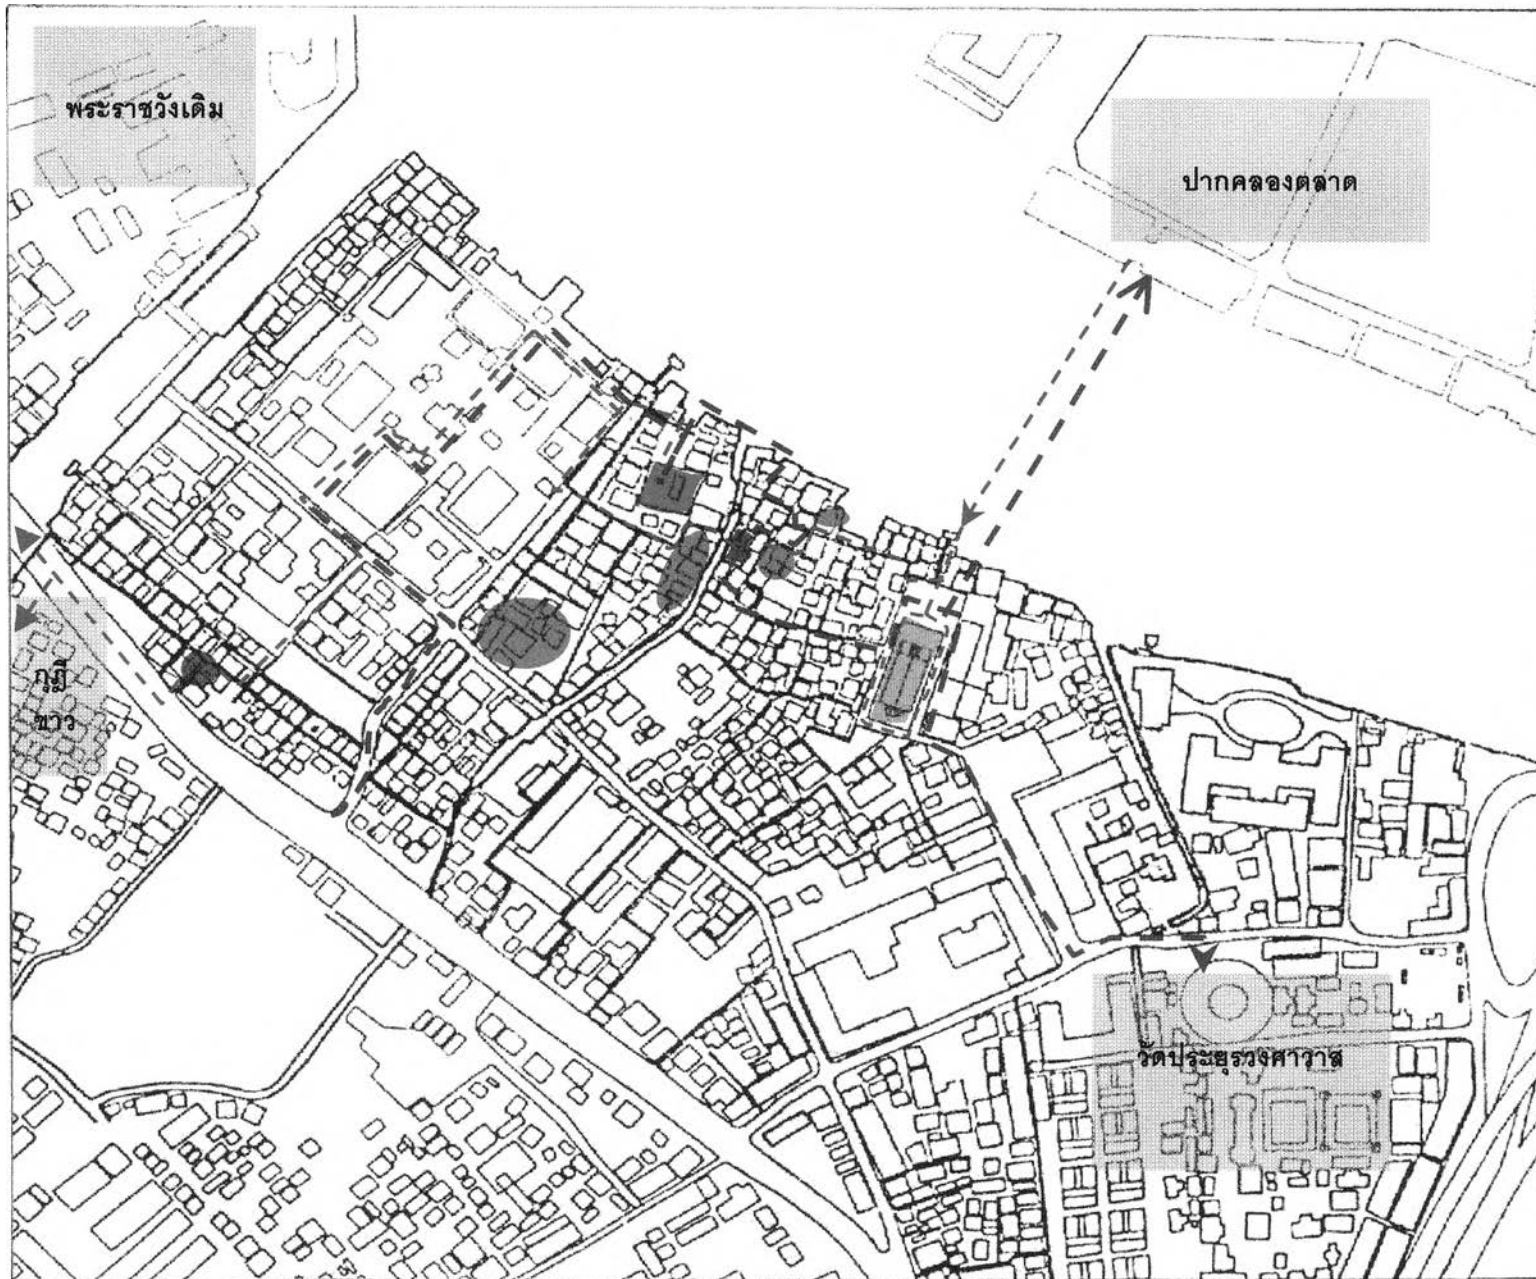 พระราชวังเดิม
ปากคลองตลาด
กุฎี
ขาว
วัดประยุรวงศาวาส